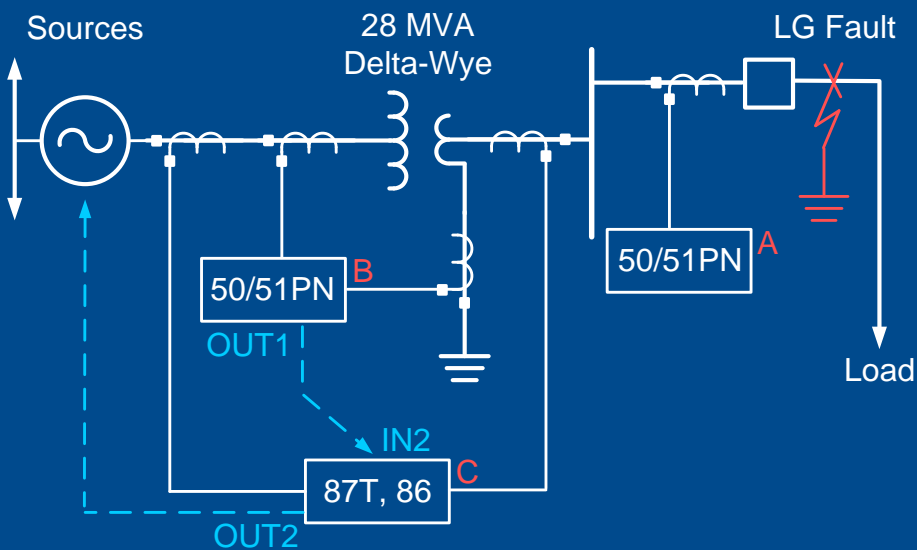 Sources
28 MVA
Delta-Wye
LG Fault
50/51PN
B
50/51PN
A
OUT1
Load
IN2
87T, 86
C
OUT2